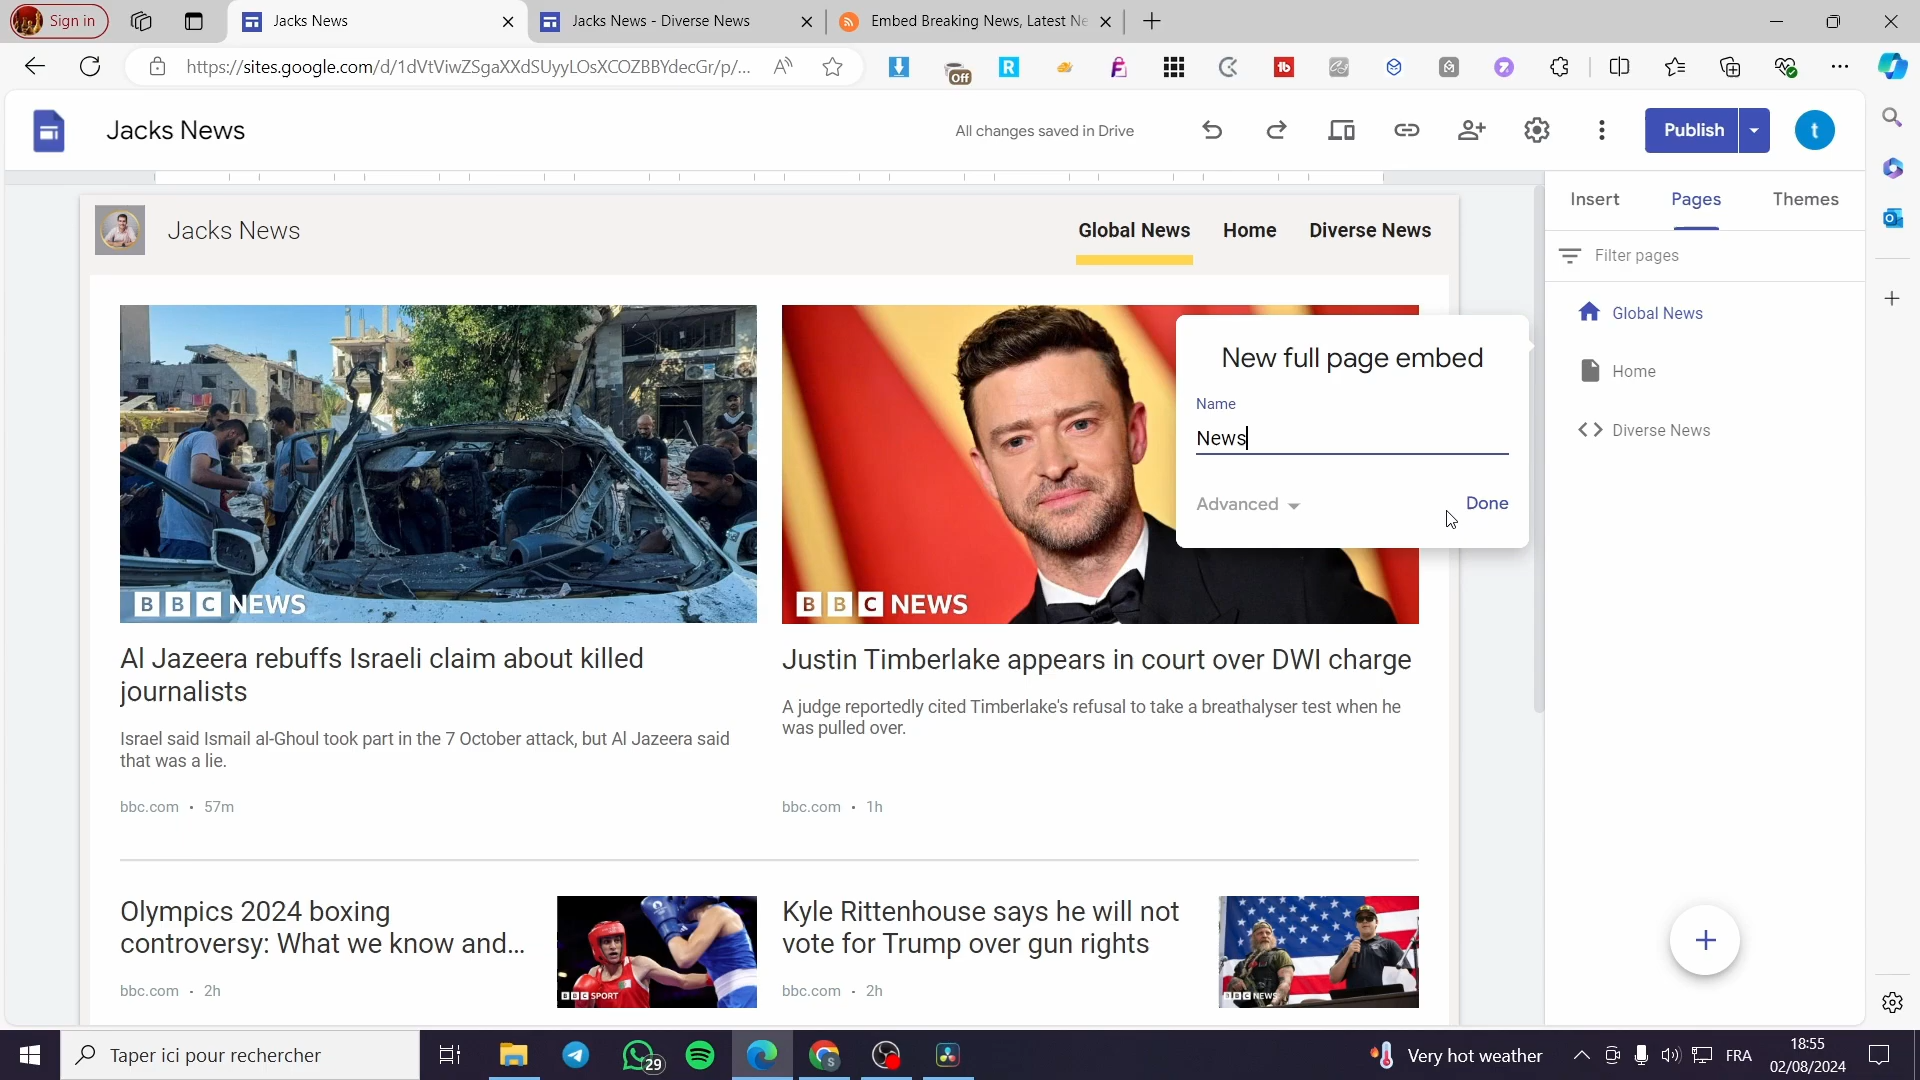 Sign in
Jacks News
Jacks News - Diverse News
Embed Breaking News, Latest Ne
https://sites.google.com/d/1dVtViwZSgaXXdSUyyLOsXCOZBBYdecGr/p/...
Off
Jacks News
All changes saved in Drive
Publish
t
Insert
Pages
Themes
Filter pages
Global News
Home
Diverse News
Jacks News
Global News
Home
Diverse News
New full page embed
Name
News
Advanced
Done
BBC NEWS
BBC NEWS
Al Jazeera rebuffs Israeli claim about killed
journalists
Israel said Ismail al-Ghoul took part in the 7 October attack, but Al Jazeera said
that was a lie.
bbc.com • 57m
Justin Timberlake appears in court over DWI charge
A judge reportedly cited Timberlake's refusal to take a breathalyser test when he
was pulled over.
bbc.com • 1h
Olympics 2024 boxing
controversy: What we know and...
bbc.com • 2h
BBC SPORT
Kyle Rittenhouse says he will not
vote for Trump over gun rights
bbc.com • 2h
BBC NEWS
Taper ici pour rechercher
29
Very hot weather
FRA
18:55
02/08/2024